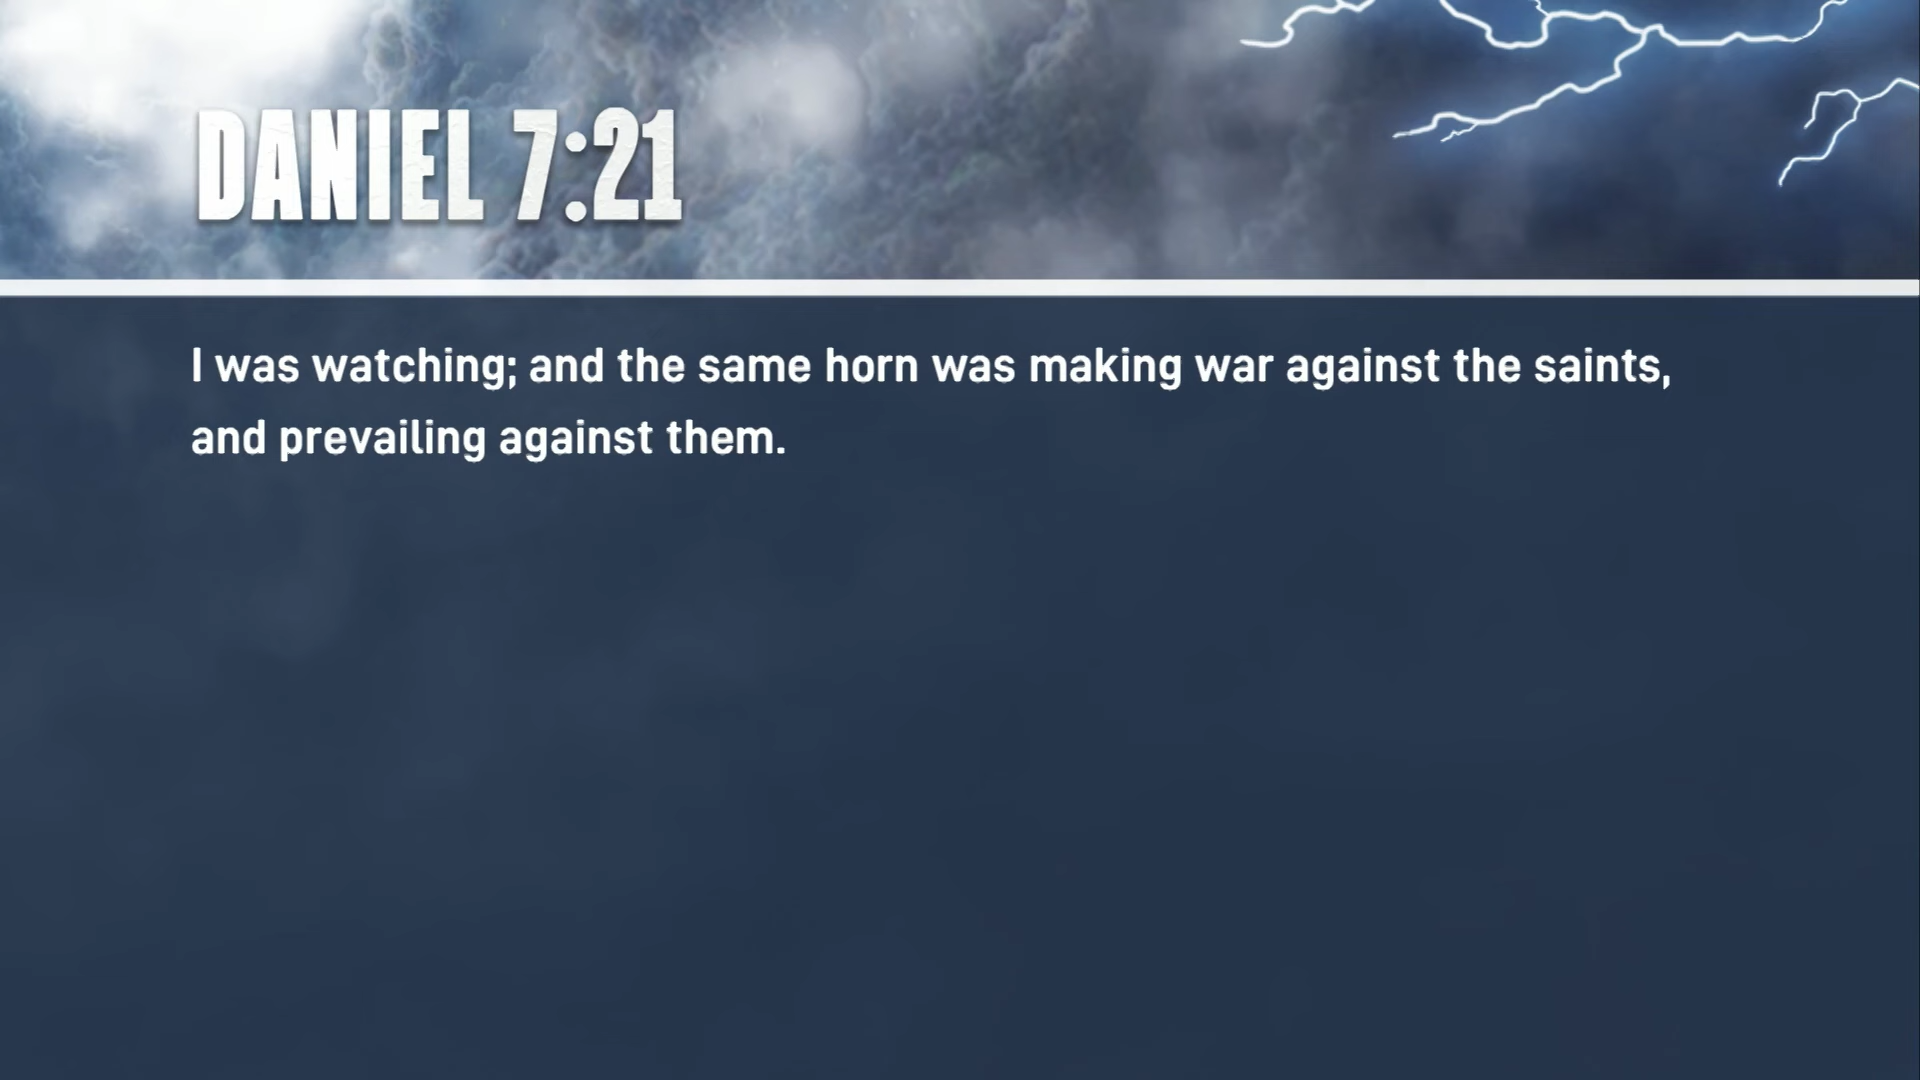 DANIEL 7:21
I was watching; and the same horn was making war against the saints,
and prevailing against them.